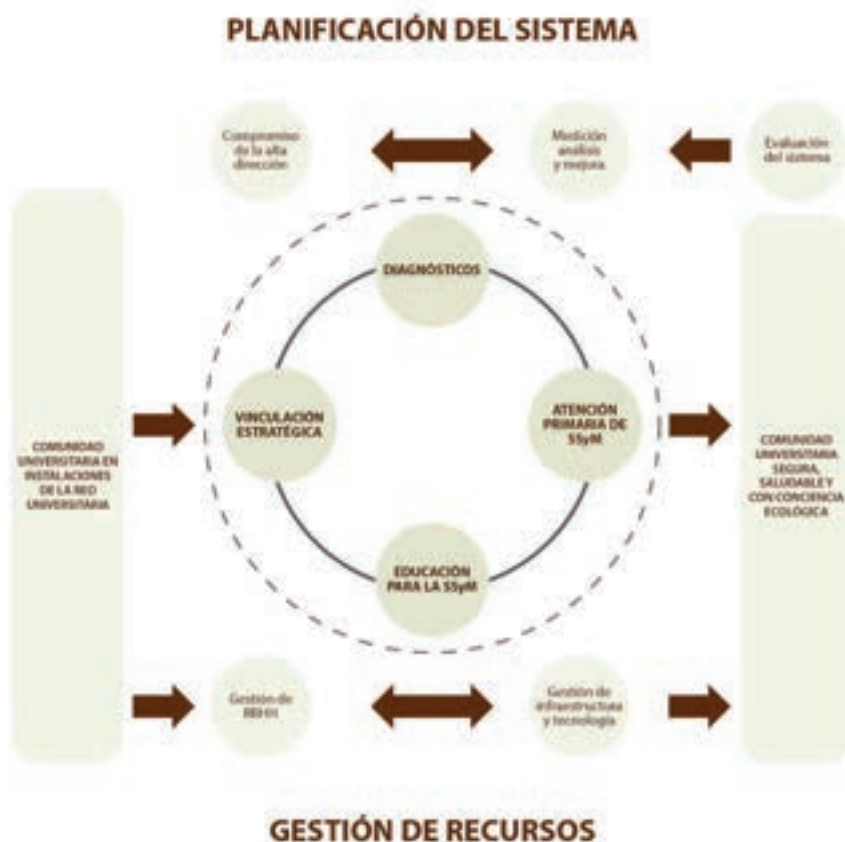 PLANIFICACIÓN DEL SISTEMA
Compromiso
de la alta
dirección
Medición
análisis
y mejora
Evaluación
del sistema
DIAGNÓSTICOS
VINCULACIÓN
ESTRATÉGICA
ATENCIÓN
PRIMARIA DE
SSyM
EDUCACIÓN
PARA LA SSyM
COMUNIDAD
UNIVERSITARIA EN
INSTALACIONES
DE LA RED
UNIVERSITARIA
COMUNIDAD
UNIVERSITARIA
SEGURA,
SALUDABLE Y
CON CONCIENCIA
ECOLÓGICA
Gestión de
RRHH
Gestión de
infraestructura
y tecnología
GESTIÓN DE RECURSOS